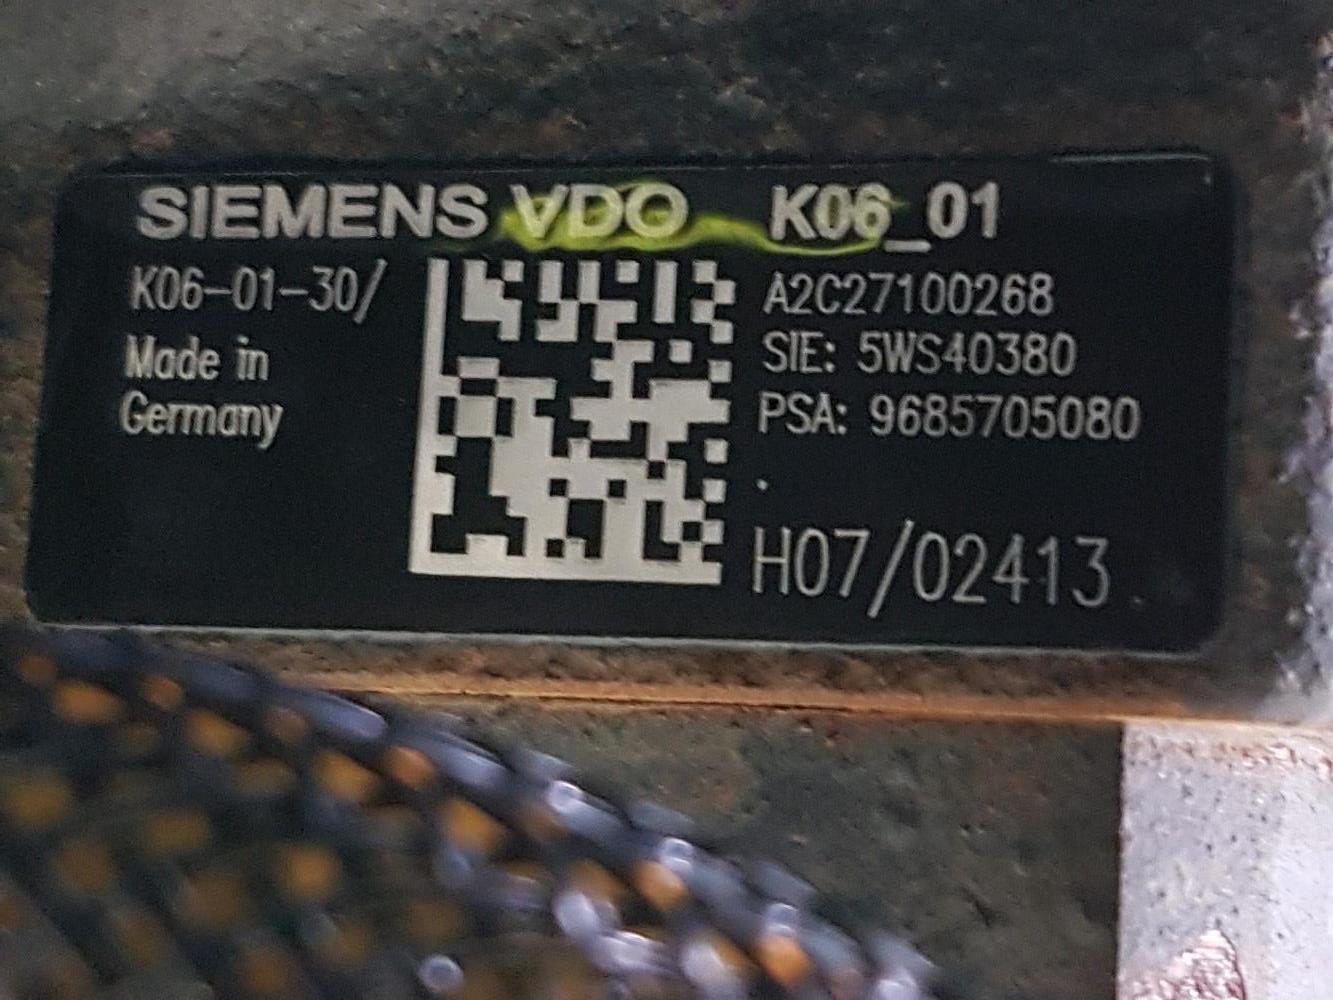 SIEMENS VDO K06_01
K06-01-30/
Made in
Germany
A2C27100268
SIE: 5WS40380
PSA: 9685705080
H07/02413